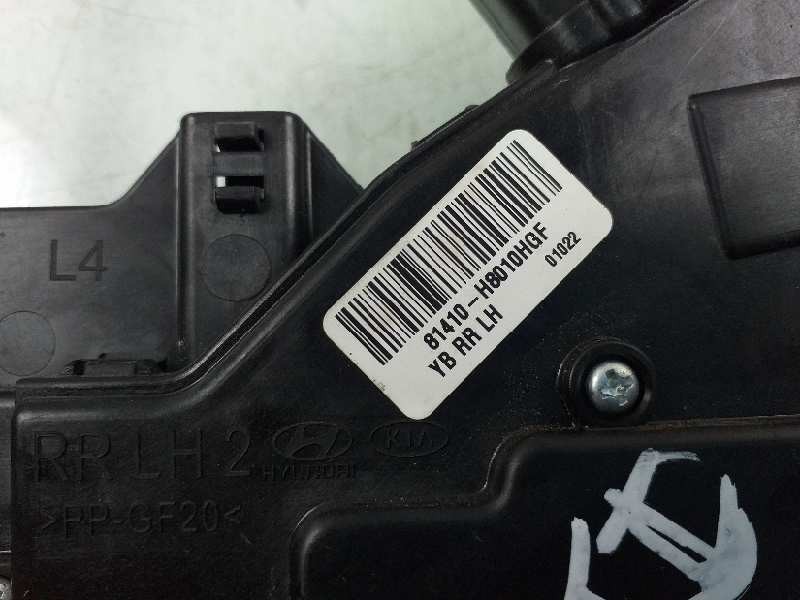 L4
81410-H8010HGF
01022
YB RR LH
RR LH 2 HYUNDAI KIA
>PP-GF20<